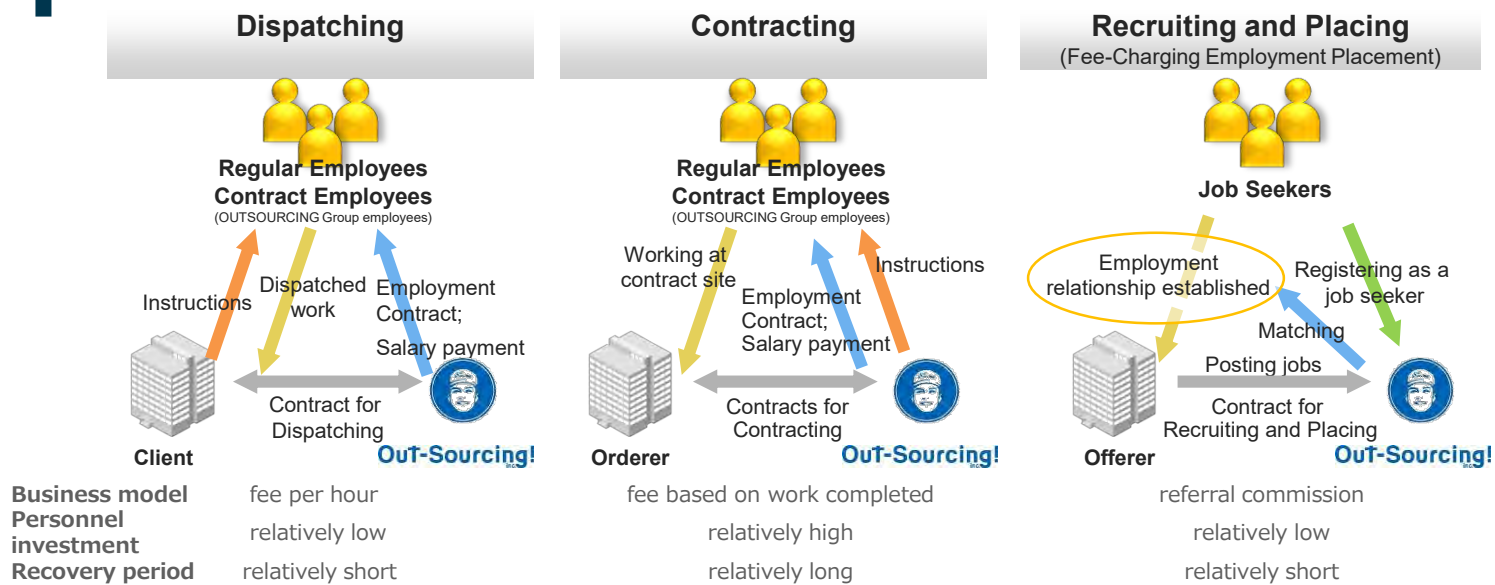 Dispatching
Regular Employees
Contract Employees
(OUTSOURCING Group employees)
Instructions
Dispatched
work
Employment
Contract;
Salary payment
Contract for
Dispatching
Client
OuT-Sourcing!
inc.
Contracting
Regular Employees
Contract Employees
(OUTSOURCING Group employees)
Working at
contract site
Employment
Contract;
Salary payment
Instructions
Contracts for
Contracting
Orderer
OuT-Sourcing!
inc.
Recruiting and Placing
(Fee-Charging Employment Placement)
Job Seekers
Employment
relationship established
Registering as a
job seeker
Matching
Posting jobs
Contract for
Recruiting and Placing
Offerer
OuT-Sourcing!
inc.
Business model fee per hour fee based on work completed referral commission
Personnel
investment relatively low relatively high relatively low
Recovery period relatively short relatively long relatively short